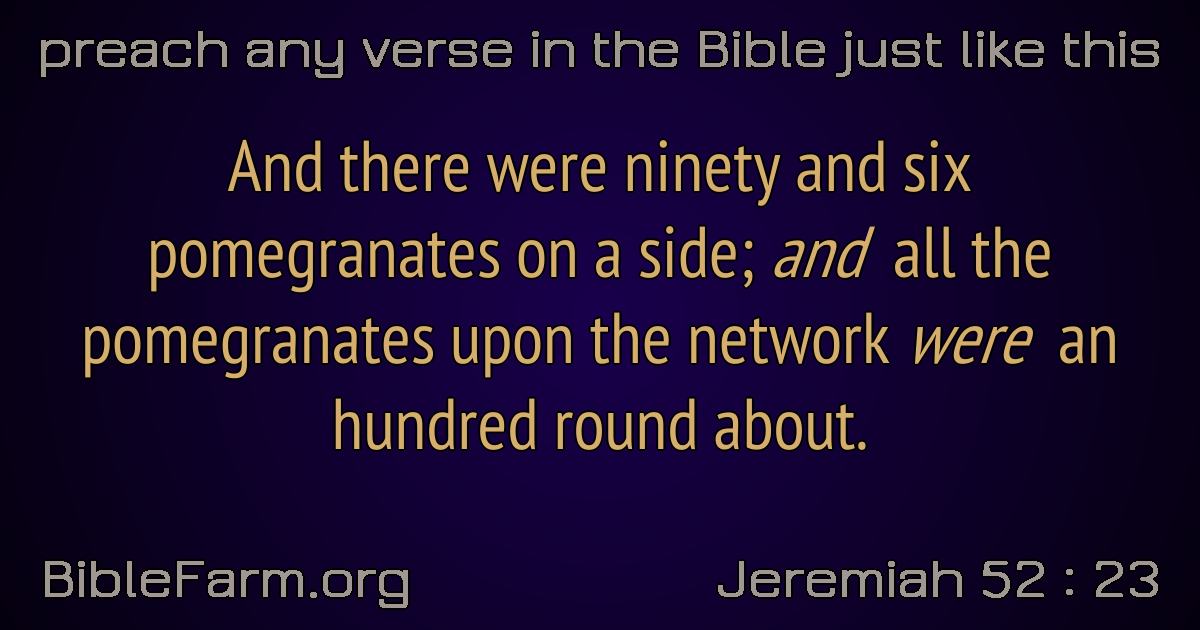 preach any verse in the Bible just like this
And there were ninety and six
pomegranates on a side; and all the
pomegranates upon the network were an
hundred round about.
BibleFarm.org
Jeremiah 52 : 23